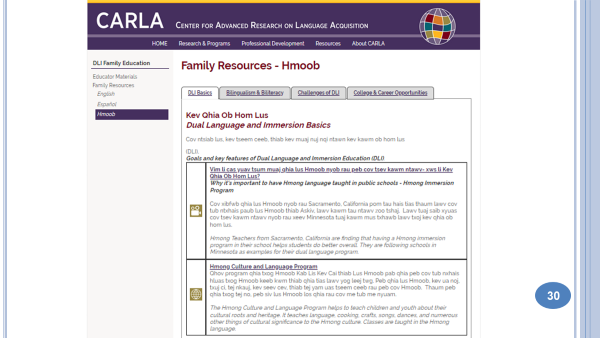 CARLA CENTER FOR ADVANCED RESEARCH ON LANGUAGE ACQUISITION
HOME Research & Programs Professional Development Resources About CARLA
DLI Family Education
Educator Materials
Family Resources
English
Español
Hmoob
Family Resources - Hmoob
DLI Basics Bilingualism & Biliteracy Challenges of DLI College & Career Opportunities
Kev Qhia Ob Hom Lus
Dual Language and Immersion Basics
Cov ntsiab lus, kev tseem ceeb, thiab kev muaj nuj nqi ntawm kev kawm ob hom lus
(DLI).
Goals and key features of Dual Language and Immersion Education (DLI)
Vim li cas yuav tsum muaj qhia lus Hmoob nyob rau peb cov tsev kawm ntawv- xws li Kev
Qhia Ob Hom Lus?
Why it's important to have Hmong language taught in public schools - Hmong Immersion
Program
Cov xibfwb qhia lus Hmoob nyob rau Sacramento, California pom tau hais tias thaum lawv cov
tub ntxhais paub lus Hmoob thiab Askiv, lawv kawm tau ntawv zoo tshaj. Lawv tuaj saib xyuas
cov tsev kawm ntawv nyob rau xeev Minnesota tuaj kawm mus txhawb lawv txoj kev qhia ob
hom lus.
Hmong Teachers from Sacramento, California are finding that having a Hmong immersion
program in their school helps students do better overall. They are following schools in
Minnesota as examples for their dual language program.
Hmong Culture and Language Program
Qhov program qhia txog Hmoob Kab Lis Kev Cai thiab Lus Hmoob pab qhia peb cov tub nrhais
hluas txog Hmoob keeb kwm thiab qhia tias lawv yog leej twg. Peb qhia lus Hmoob, kev ua noj,
txuj ci, tej nkauj, kev seev cev, thiab tej yam uas tseem ceeb rau peb cov Hmoob. Thaum peb
qhia txog tej no, peb siv lus Hmoob los qhia rau cov me tub me nyuam.
The Hmong Culture and Language Program helps to teach children and youth about their
cultural roots and heritage. It teaches language, cooking, crafts, songs, dances, and numerous
other things of cultural significance to the Hmong culture. Classes are taught in the Hmong
language.
30